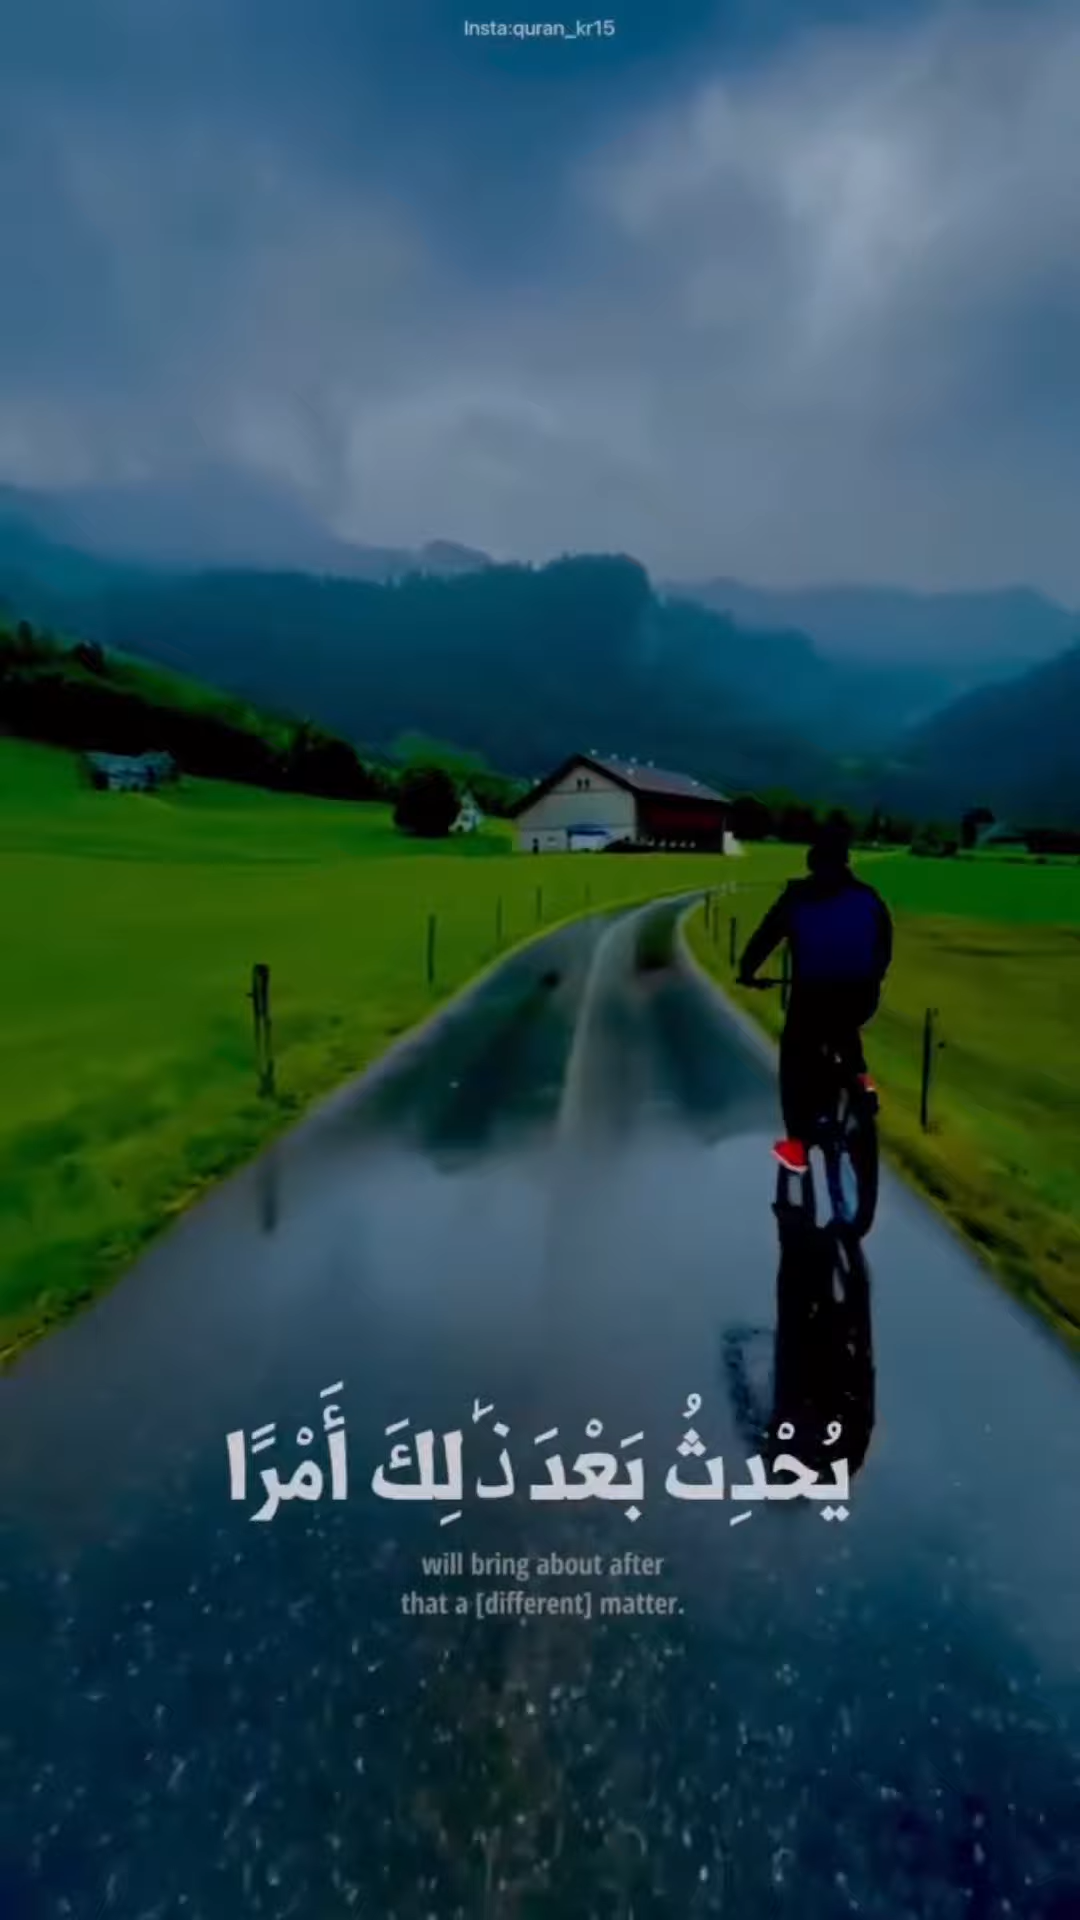 Insta:quran_kr15
يُحْدِثُ بَعْدَ ذَٰلِكَ أَمْرًا
will bring about after
that a [different] matter.